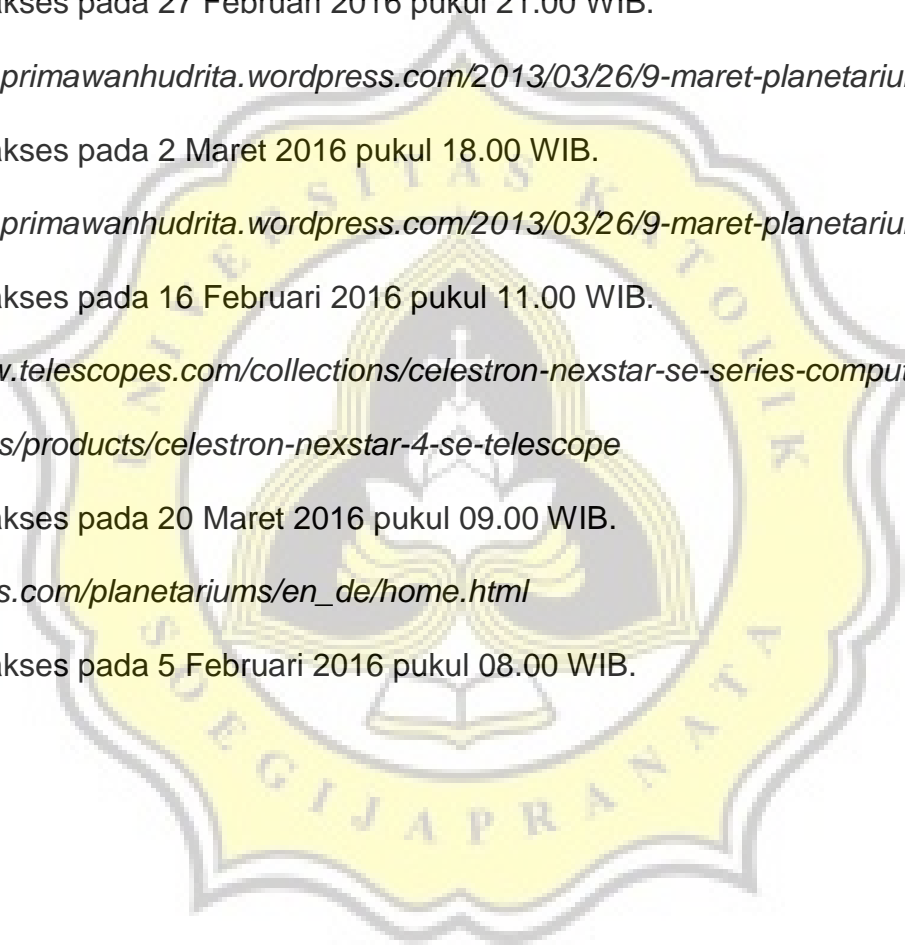 akses pada 27 Februari 2016 pukul 21.00 WIB.
primawanhudrita.wordpress.com/2013/03/26/9-maret-planetariu
akses pada 2 Maret 2016 pukul 18.00 WIB.
primawanhudrita.wordpress.com/2013/03/26/9-maret-planetariu
akses pada 16 Februari 2016 pukul 11.00 WIB.
w.telescopes.com/collections/celestron-nexstar-se-series-comput
s/products/celestron-nexstar-4-se-telescope
akses pada 20 Maret 2016 pukul 09.00 WIB.
s.com/planetariums/en_de/home.html
akses pada 5 Februari 2016 pukul 08.00 WIB.
UNIVERSITAS KATOLIK
SOEGIJAPRANATA